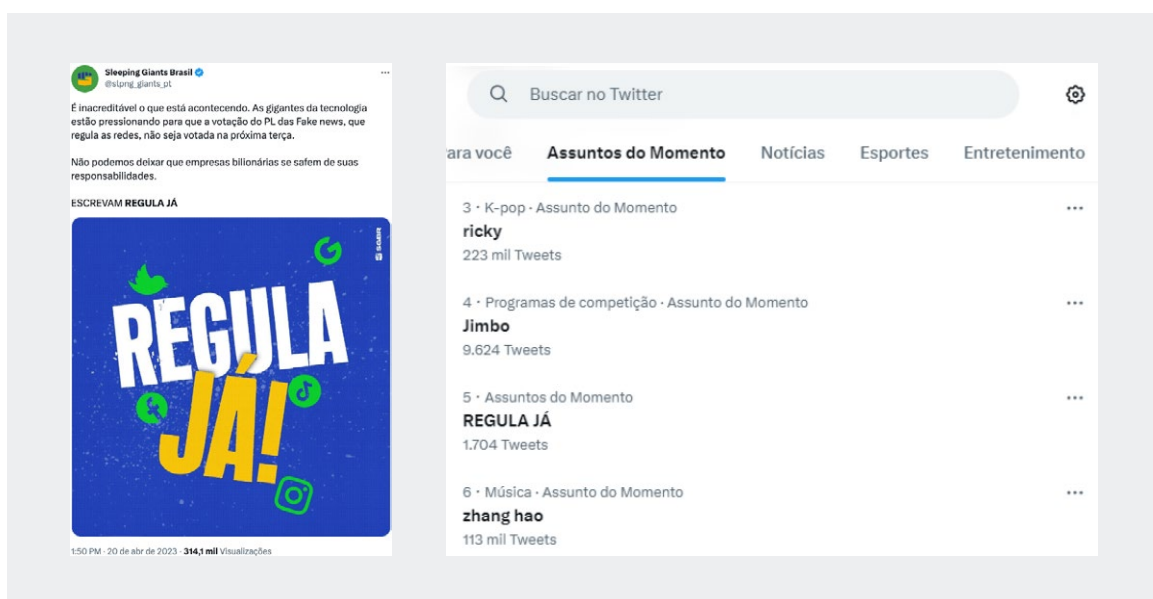 Sleeping Giants Brasil
@slpng_giants_pt
É inacreditável o que está acontecendo. As gigantes da tecnologia
estão pressionando para que a votação do PL das Fake news, que
regula as redes, não seja votada na próxima terça.
Não podemos deixar que empresas bilionárias se safem de suas
responsabilidades.
ESCREVAM REGULA JÁ
SGBR
REGULA
JÁ!
1:50 PM · 20 de abr de 2023 · 314,1 mil Visualizações
Buscar no Twitter
ara você Assuntos do Momento Notícias Esportes Entretenimento
3 · K-pop · Assunto do Momento
ricky
223 mil Tweets
4 · Programas de competição · Assunto do Momento
Jimbo
9.624 Tweets
5 · Assuntos do Momento
REGULA JÁ
1.704 Tweets
6 · Música · Assunto do Momento
zhang hao
113 mil Tweets